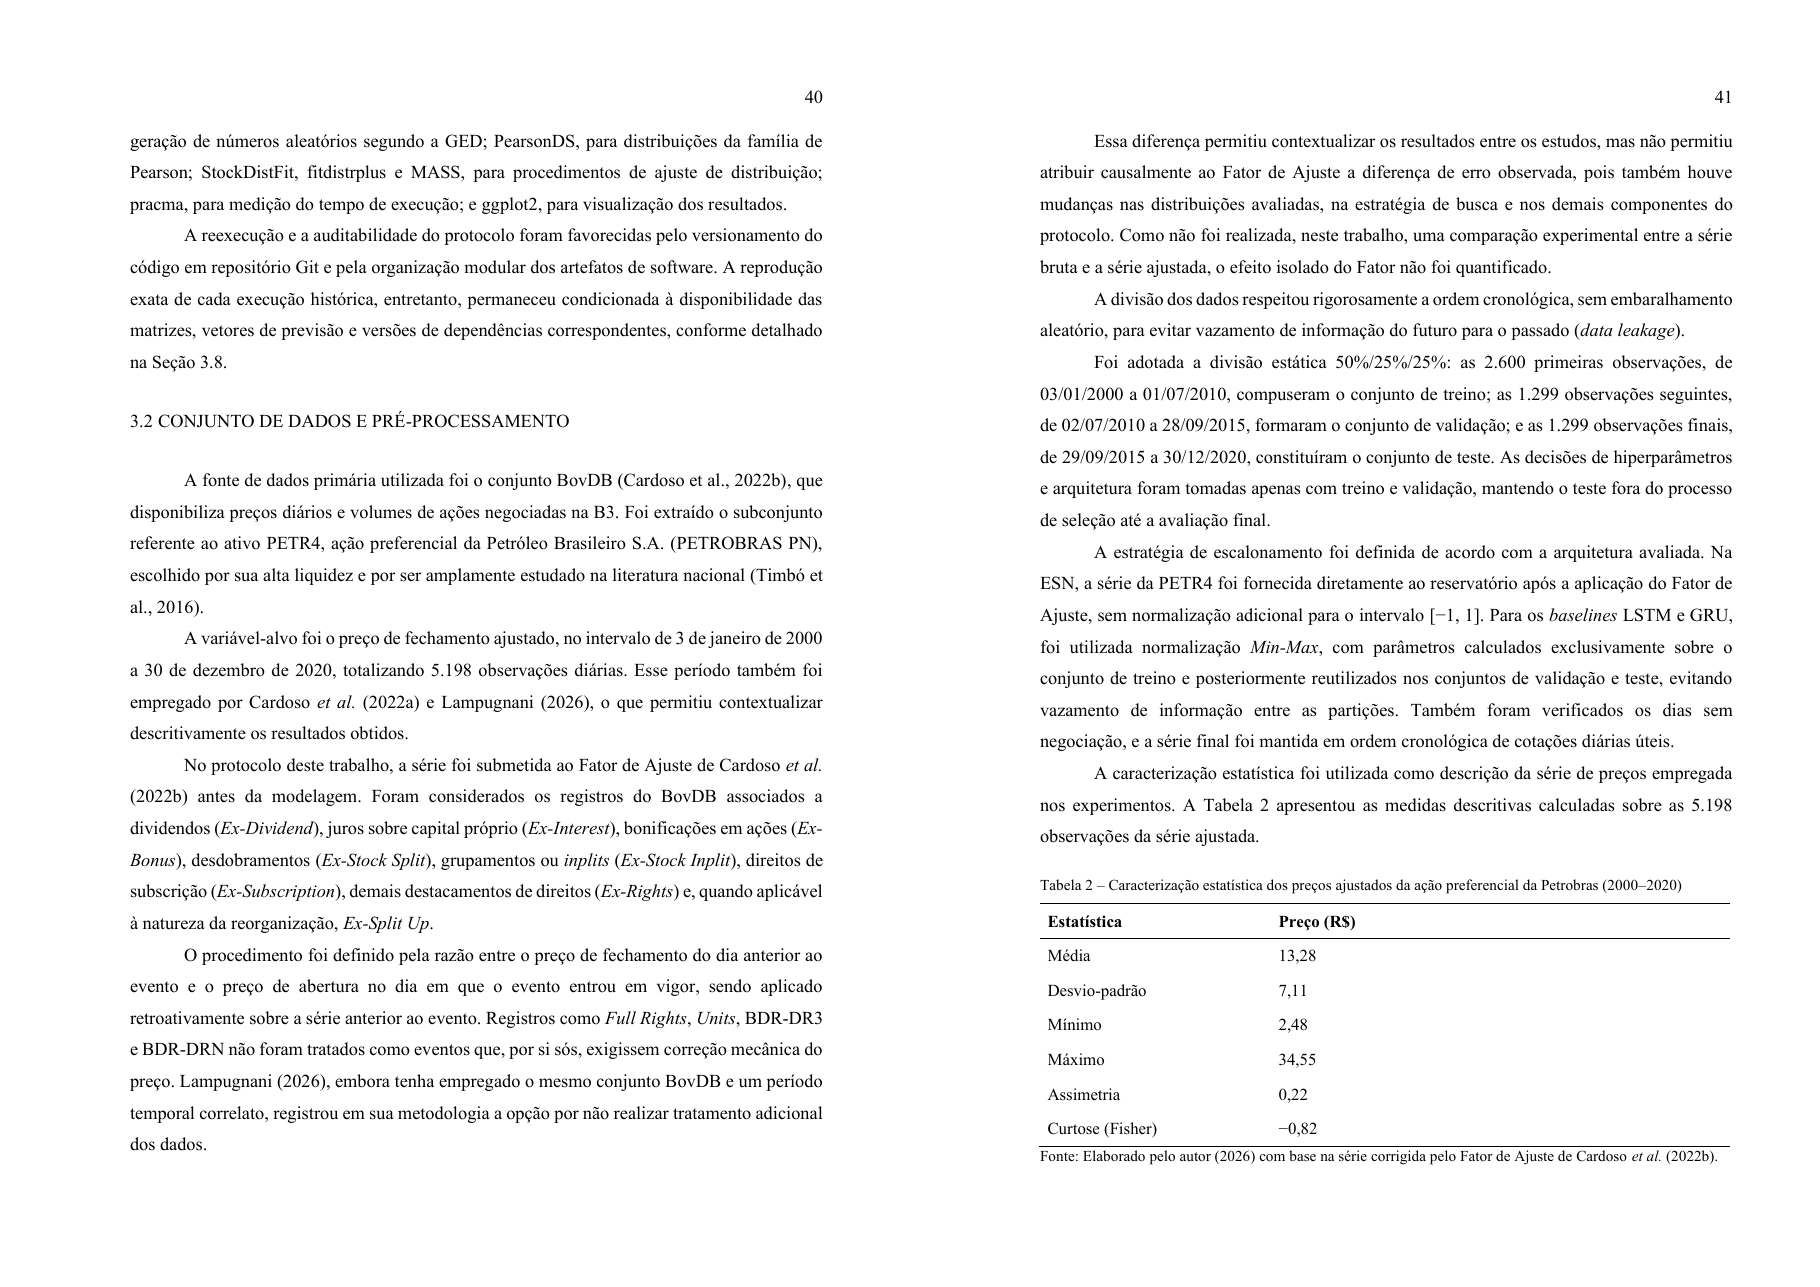 40
geração de números aleatórios segundo a GED; PearsonDS, para distribuições da família de
Pearson; StockDistFit, fitdistrplus e MASS, para procedimentos de ajuste de distribuição;
pracma, para medição do tempo de execução; e ggplot2, para visualização dos resultados.
A reexecução e a auditabilidade do protocolo foram favorecidas pelo versionamento do
código em repositório Git e pela organização modular dos artefatos de software. A reprodução
exata de cada execução histórica, entretanto, permaneceu condicionada à disponibilidade das
matrizes, vetores de previsão e versões de dependências correspondentes, conforme detalhado
na Seção 3.8.
3.2 CONJUNTO DE DADOS E PRÉ-PROCESSAMENTO
A fonte de dados primária utilizada foi o conjunto BovDB (Cardoso et al., 2022b), que
disponibiliza preços diários e volumes de ações negociadas na B3. Foi extraído o subconjunto
referente ao ativo PETR4, ação preferencial da Petróleo Brasileiro S.A. (PETROBRAS PN),
escolhido por sua alta liquidez e por ser amplamente estudado na literatura nacional (Timbó et
al., 2016).
A variável-alvo foi o preço de fechamento ajustado, no intervalo de 3 de janeiro de 2000
a 30 de dezembro de 2020, totalizando 5.198 observações diárias. Esse período também foi
empregado por Cardoso et al. (2022a) e Lampugnani (2026), o que permitiu contextualizar
descritivamente os resultados obtidos.
No protocolo deste trabalho, a série foi submetida ao Fator de Ajuste de Cardoso et al.
(2022b) antes da modelagem. Foram considerados os registros do BovDB associados a
dividendos (Ex-Dividend), juros sobre capital próprio (Ex-Interest), bonificações em ações (Ex-
Bonus), desdobramentos (Ex-Stock Split), grupamentos ou inplits (Ex-Stock Inplit), direitos de
subscrição (Ex-Subscription), demais destacamentos de direitos (Ex-Rights) e, quando aplicável
à natureza da reorganização, Ex-Split Up.
O procedimento foi definido pela razão entre o preço de fechamento do dia anterior ao
evento e o preço de abertura no dia em que o evento entrou em vigor, sendo aplicado
retroativamente sobre a série anterior ao evento. Registros como Full Rights, Units, BDR-DR3
e BDR-DRN não foram tratados como eventos que, por si sós, exigissem correção mecânica do
preço. Lampugnani (2026), embora tenha empregado o mesmo conjunto BovDB e um período
temporal correlato, registrou em sua metodologia a opção por não realizar tratamento adicional
dos dados.
41
Essa diferença permitiu contextualizar os resultados entre os estudos, mas não permitiu
atribuir causalmente ao Fator de Ajuste a diferença de erro observada, pois também houve
mudanças nas distribuições avaliadas, na estratégia de busca e nos demais componentes do
protocolo. Como não foi realizada, neste trabalho, uma comparação experimental entre a série
bruta e a série ajustada, o efeito isolado do Fator não foi quantificado.
A divisão dos dados respeitou rigorosamente a ordem cronológica, sem embaralhamento
aleatório, para evitar vazamento de informação do futuro para o passado (data leakage).
Foi adotada a divisão estática 50%/25%/25%: as 2.600 primeiras observações, de
03/01/2000 a 01/07/2010, compuseram o conjunto de treino; as 1.299 observações seguintes,
de 02/07/2010 a 28/09/2015, formaram o conjunto de validação; e as 1.299 observações finais,
de 29/09/2015 a 30/12/2020, constituíram o conjunto de teste. As decisões de hiperparâmetros
e arquitetura foram tomadas apenas com treino e validação, mantendo o teste fora do processo
de seleção até a avaliação final.
A estratégia de escalonamento foi definida de acordo com a arquitetura avaliada. Na
ESN, a série da PETR4 foi fornecida diretamente ao reservatório após a aplicação do Fator de
Ajuste, sem normalização adicional para o intervalo [−1, 1]. Para os baselines LSTM e GRU,
foi utilizada normalização Min-Max, com parâmetros calculados exclusivamente sobre o
conjunto de treino e posteriormente reutilizados nos conjuntos de validação e teste, evitando
vazamento de informação entre as partições. Também foram verificados os dias sem
negociação, e a série final foi mantida em ordem cronológica de cotações diárias úteis.
A caracterização estatística foi utilizada como descrição da série de preços empregada
nos experimentos. A Tabela 2 apresentou as medidas descritivas calculadas sobre as 5.198
observações da série ajustada.
Tabela 2 – Caracterização estatística dos preços ajustados da ação preferencial da Petrobras (2000–2020)
Estatística Preço (R$)
Média 13,28
Desvio-padrão 7,11
Mínimo 2,48
Máximo 34,55
Assimetria 0,22
Curtose (Fisher) −0,82
Fonte: Elaborado pelo autor (2026) com base na série corrigida pelo Fator de Ajuste de Cardoso et al. (2022b).